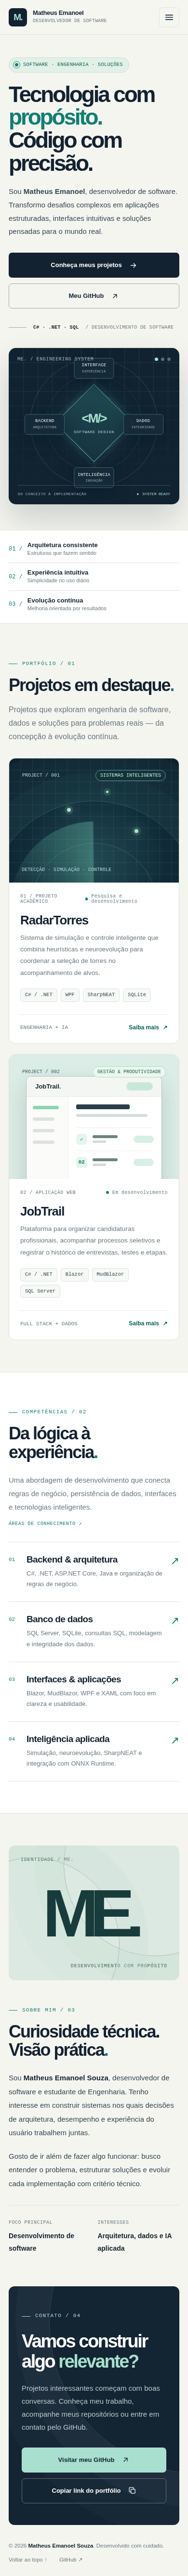 M.
Matheus Emanoel
DESENVOLVEDOR DE SOFTWARE
SOFTWARE · ENGENHARIA · SOLUÇÕES
Tecnologia com
propósito.
Código com
precisão.
Sou Matheus Emanoel, desenvolvedor de software.
Transformo desafios complexos em aplicações
estruturadas, interfaces intuitivas e soluções
pensadas para o mundo real.
Conheça meus projetos →
Meu GitHub ↗
C# · .NET · SQL / DESENVOLVIMENTO DE SOFTWARE
ME. / ENGINEERING SYSTEM
INTERFACE
EXPERIÊNCIA
BACKEND
ARQUITETURA
<M/>
SOFTWARE DESIGN
DADOS
INTEGRIDADE
INTELIGÊNCIA
INOVAÇÃO
DO CONCEITO À IMPLEMENTAÇÃO
SYSTEM READY
01 /
Arquitetura consistente
Estruturas que fazem sentido
02 /
Experiência intuitiva
Simplicidade no uso diário
03 /
Evolução contínua
Melhoria orientada por resultados
PORTFÓLIO / 01
Projetos em destaque.
Projetos que exploram engenharia de software,
dados e soluções para problemas reais — da
concepção à evolução contínua.
PROJECT / 001
SISTEMAS INTELIGENTES
DETECÇÃO · SIMULAÇÃO · CONTROLE
01 / PROJETO
ACADÊMICO
Pesquisa e
desenvolvimento
RadarTorres
Sistema de simulação e controle inteligente que
combina heurísticas e neuroevolução para
coordenar a seleção de torres no
acompanhamento de alvos.
C# / .NET
WPF
SharpNEAT
SQLite
ENGENHARIA + IA
Saiba mais ↗
PROJECT / 002
GESTÃO & PRODUTIVIDADE
JobTrail.
✓
02
02 / APLICAÇÃO WEB
Em desenvolvimento
JobTrail
Plataforma para organizar candidaturas
profissionais, acompanhar processos seletivos e
registrar o histórico de entrevistas, testes e etapas.
C# / .NET
Blazor
MudBlazor
SQL Server
FULL STACK + DADOS
Saiba mais ↗
COMPETÊNCIAS / 02
Da lógica à
experiência.
Uma abordagem de desenvolvimento que conecta
regras de negócio, persistência de dados, interfaces
e tecnologias inteligentes.
ÁREAS DE CONHECIMENTO ↗
01
Backend & arquitetura
↗
C#, .NET, ASP.NET Core, Java e organização de
regras de negócio.
02
Banco de dados
↗
SQL Server, SQLite, consultas SQL, modelagem
e integridade dos dados.
03
Interfaces & aplicações
↗
Blazor, MudBlazor, WPF e XAML com foco em
clareza e usabilidade.
04
Inteligência aplicada
↗
Simulação, neuroevolução, SharpNEAT e
integração com ONNX Runtime.
IDENTIDADE / ME.
ME.
DESENVOLVIMENTO COM PROPÓSITO
SOBRE MIM / 03
Curiosidade técnica.
Visão prática.
Sou Matheus Emanoel Souza, desenvolvedor de
software e estudante de Engenharia. Tenho
interesse em construir sistemas nos quais decisões
de arquitetura, desempenho e experiência do
usuário trabalham juntas.
Gosto de ir além de fazer algo funcionar: busco
entender o problema, estruturar soluções e evoluir
cada implementação com critério técnico.
FOCO PRINCIPAL
Desenvolvimento de
software
INTERESSES
Arquitetura, dados e IA
aplicada
CONTATO / 04
Vamos construir
algo relevante?
Projetos interessantes começam com boas
conversas. Conheça meu trabalho,
acompanhe meus repositórios ou entre em
contato pelo GitHub.
Visitar meu GitHub ↗
Copiar link do portfólio
© 2026 Matheus Emanoel Souza. Desenvolvido com cuidado.
Voltar ao topo ↑
GitHub ↗